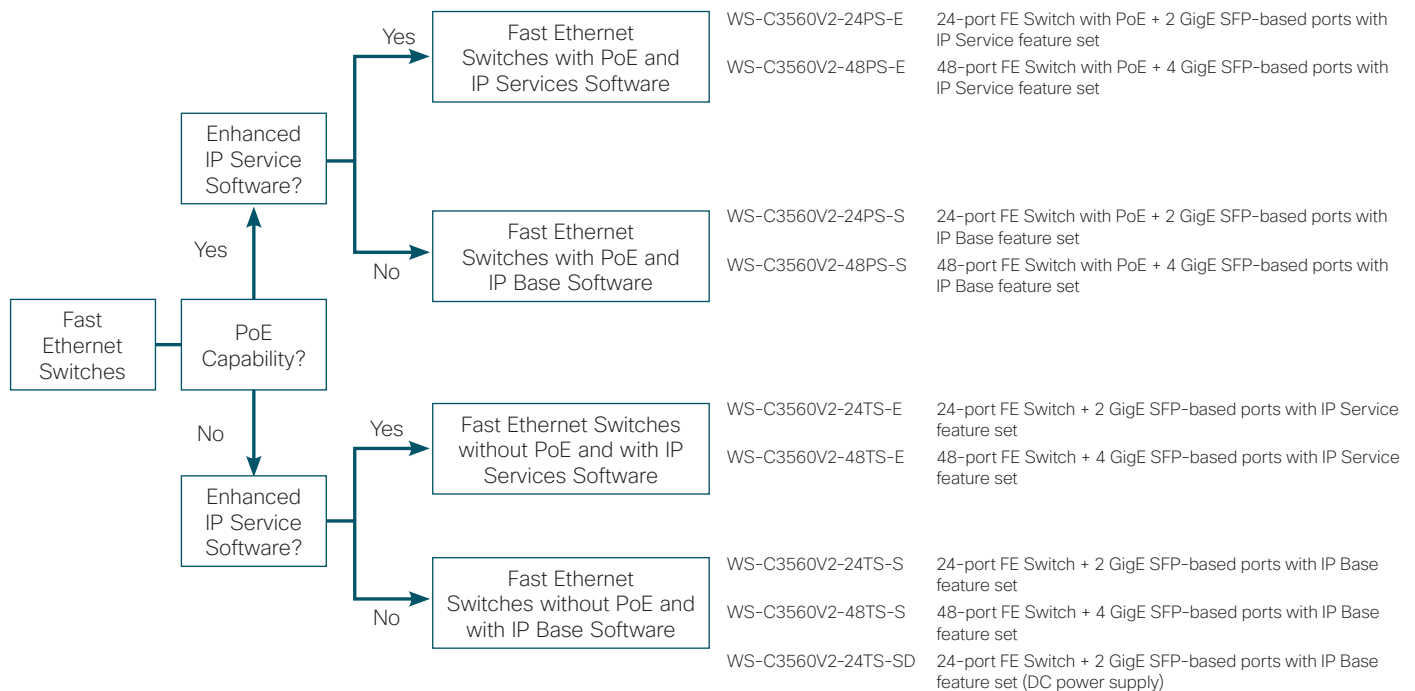 Fast
Ethernet
Switches
PoE
Capability?
Yes
No
Enhanced
IP Service
Software?
Yes
No
Fast Ethernet
Switches with PoE and
IP Services Software
WS-C3560V2-24PS-E 24-port FE Switch with PoE + 2 GigE SFP-based ports with
IP Service feature set
WS-C3560V2-48PS-E 48-port FE Switch with PoE + 4 GigE SFP-based ports with
IP Service feature set
Fast Ethernet
Switches with PoE and
IP Base Software
WS-C3560V2-24PS-S 24-port FE Switch with PoE + 2 GigE SFP-based ports with
IP Base feature set
WS-C3560V2-48PS-S 48-port FE Switch with PoE + 4 GigE SFP-based ports with
IP Base feature set
Enhanced
IP Service
Software?
Yes
No
Fast Ethernet Switches
without PoE and with IP
Services Software
WS-C3560V2-24TS-E 24-port FE Switch + 2 GigE SFP-based ports with IP Service
feature set
WS-C3560V2-48TS-E 48-port FE Switch + 4 GigE SFP-based ports with IP Service
feature set
Fast Ethernet
Switches without PoE and
with IP Base Software
WS-C3560V2-24TS-S 24-port FE Switch + 2 GigE SFP-based ports with IP Base
feature set
WS-C3560V2-48TS-S 48-port FE Switch + 4 GigE SFP-based ports with IP Base
feature set
WS-C3560V2-24TS-SD 24-port FE Switch + 2 GigE SFP-based ports with IP Base
feature set (DC power supply)